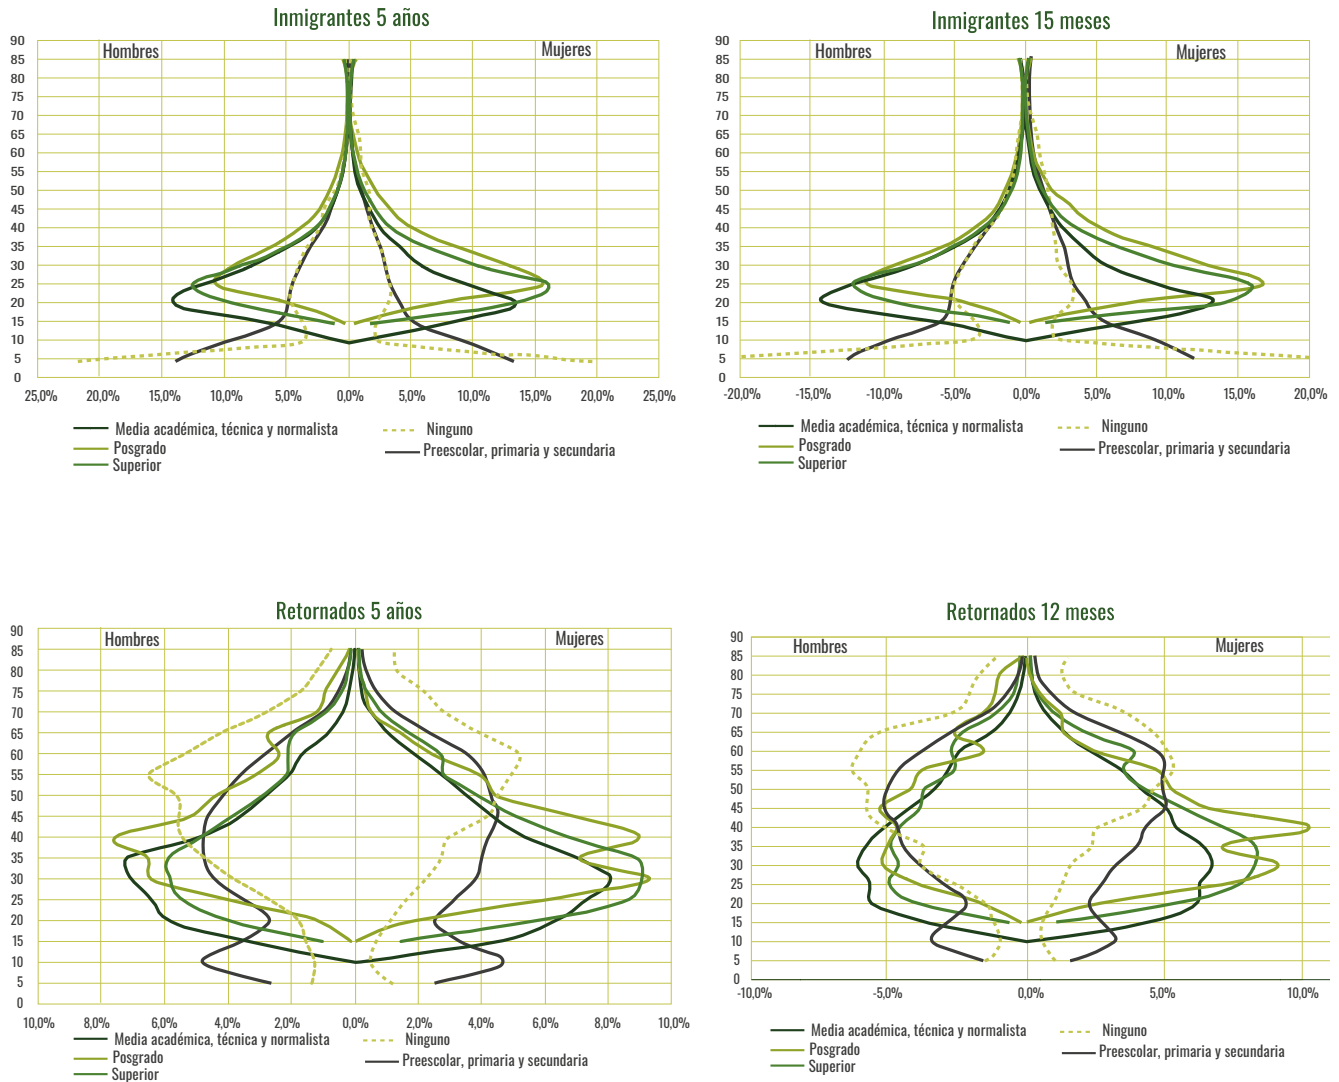 Inmigrantes 5 años
Hombres
Mujeres
90
85
80
75
70
65
60
55
50
45
40
35
30
25
20
15
10
5
0
25,0% 20,0% 15,0% 10,0% 5,0% 0,0% 5,0% 10,0% 15,0% 20,0% 25,0%
Media académica, técnica y normalista
Ninguno
Posgrado
Preescolar, primaria y secundaria
Superior
Inmigrantes 15 meses
Hombres
Mujeres
90
85
80
75
70
65
60
55
50
45
40
35
30
25
20
15
10
5
0
-20,0% -15,0% -10,0% -5,0% 0,0% 5,0% 10,0% 15,0% 20,0%
Media académica, técnica y normalista
Ninguno
Posgrado
Preescolar, primaria y secundaria
Superior
Retornados 5 años
Hombres
Mujeres
90
85
80
75
70
65
60
55
50
45
40
35
30
25
20
15
10
5
0
10,0% 8,0% 6,0% 4,0% 2,0% 0,0% 2,0% 4,0% 6,0% 8,0% 10,0%
Media académica, técnica y normalista
Ninguno
Posgrado
Preescolar, primaria y secundaria
Superior
Retornados 12 meses
Hombres
Mujeres
90
85
80
75
70
65
60
55
50
45
40
35
30
25
20
15
10
5
0
-10,0% -5,0% 0,0% 5,0% 10,0%
Media académica, técnica y normalista
Ninguno
Posgrado
Preescolar, primaria y secundaria
Superior